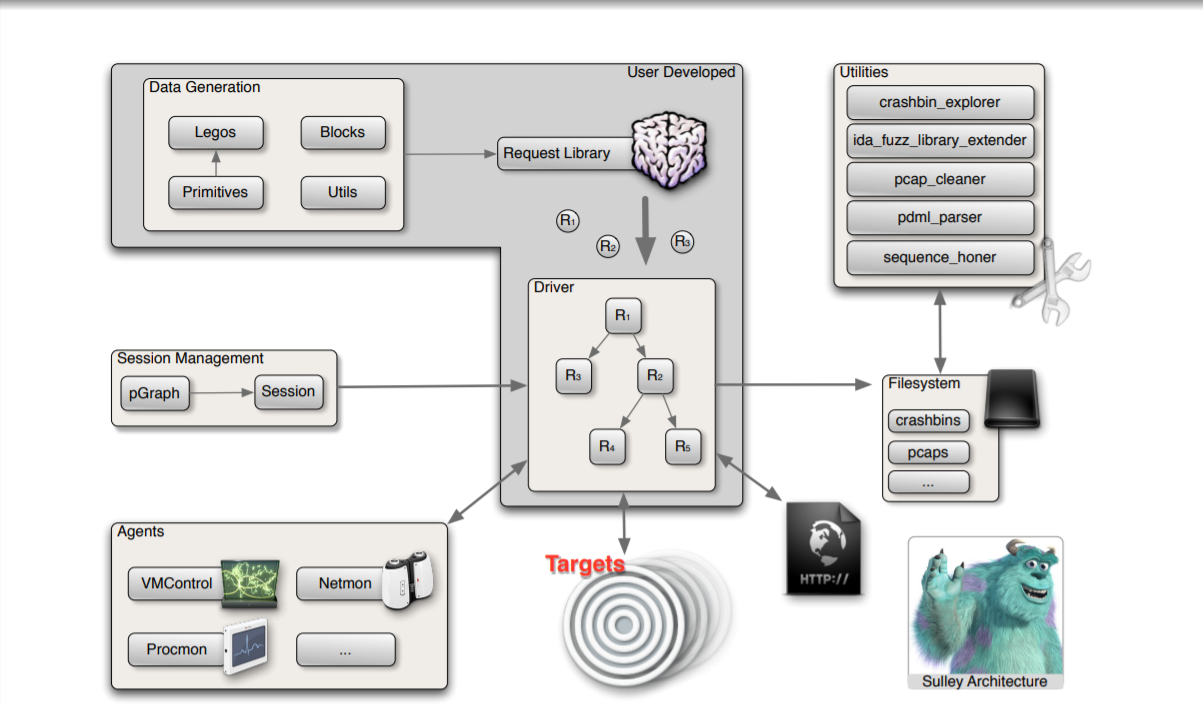 User Developed
Data Generation
Legos
Blocks
Primitives
Utils
Request Library
R1
R2
R3
Driver
R1
R3
R2
R4
R5
Utilities
crashbin_explorer
ida_fuzz_library_extender
pcap_cleaner
pdml_parser
sequence_honer
Session Management
pGraph
Session
Filesystem
crashbins
pcaps
...
Agents
VMControl
Netmon
Procmon
...
Targets
HTTP://
Sulley Architecture